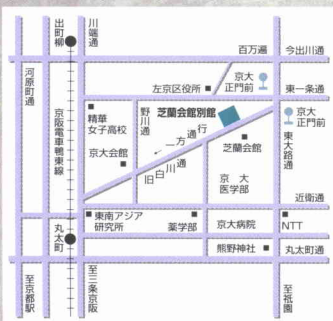 出町柳
川端通
百万遍
今出川通
河原町通
京阪電車鴨東線
左京区役所
京大
正門前
東一条通
精華
女子高校
野川通
芝蘭会館別館
京大
正門前
一方通行
京大会館
旧白川通
芝蘭会館
東大路通
京大
医学部
近衛通
東南アジア
研究所
薬学部
京大病院
NTT
丸太町
熊野神社
丸太町通
至京都駅
至三条京阪
至祇園